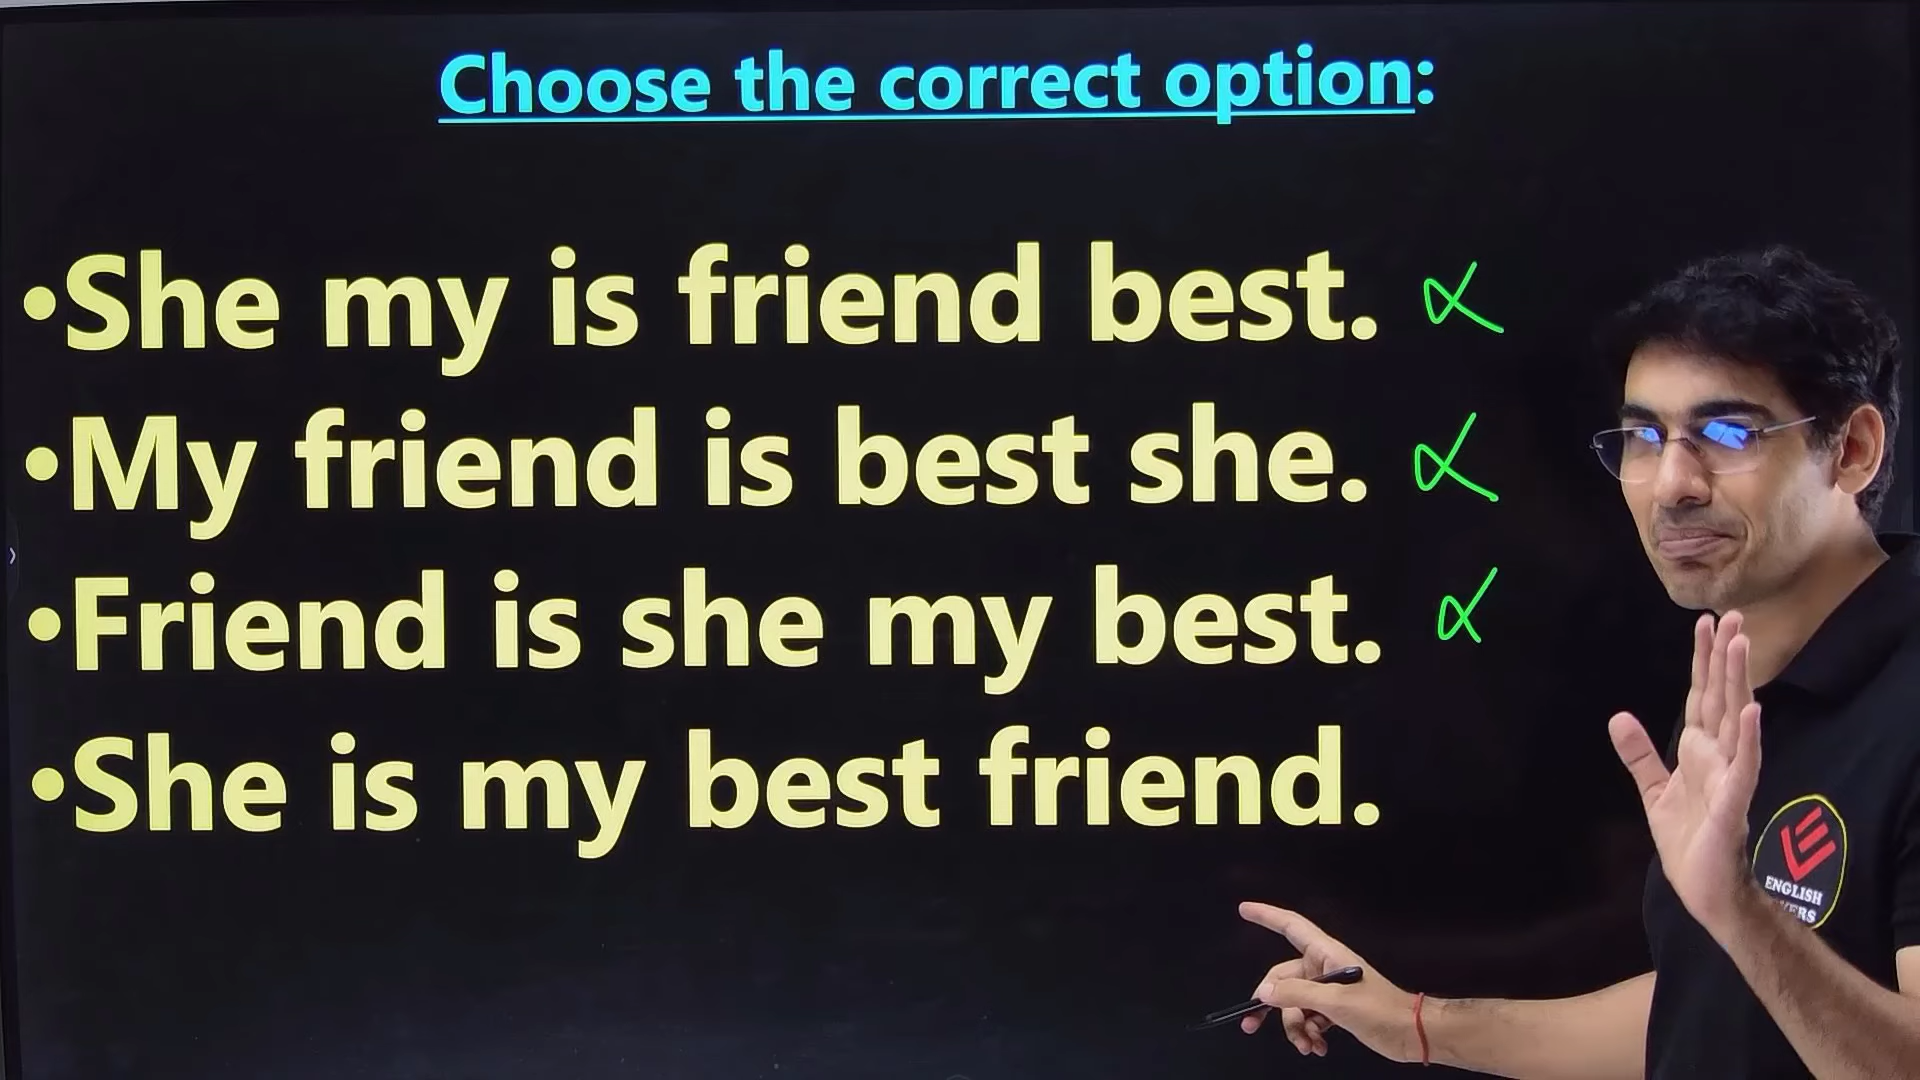 Choose the correct option:
•She my is friend best.
•My friend is best she.
•Friend is she my best.
•She is my best friend.
ENGLISH